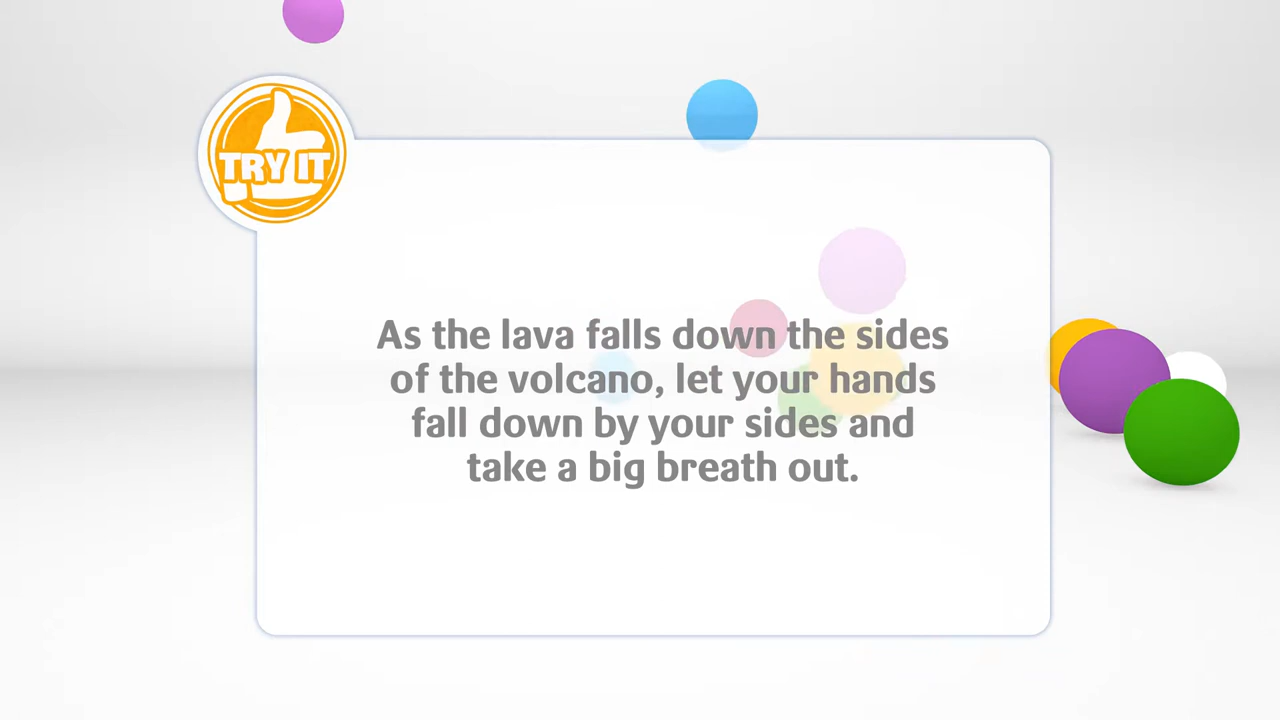 TRY IT
As the lava falls down the sides
of the volcano, let your hands
fall down by your sides and
take a big breath out.